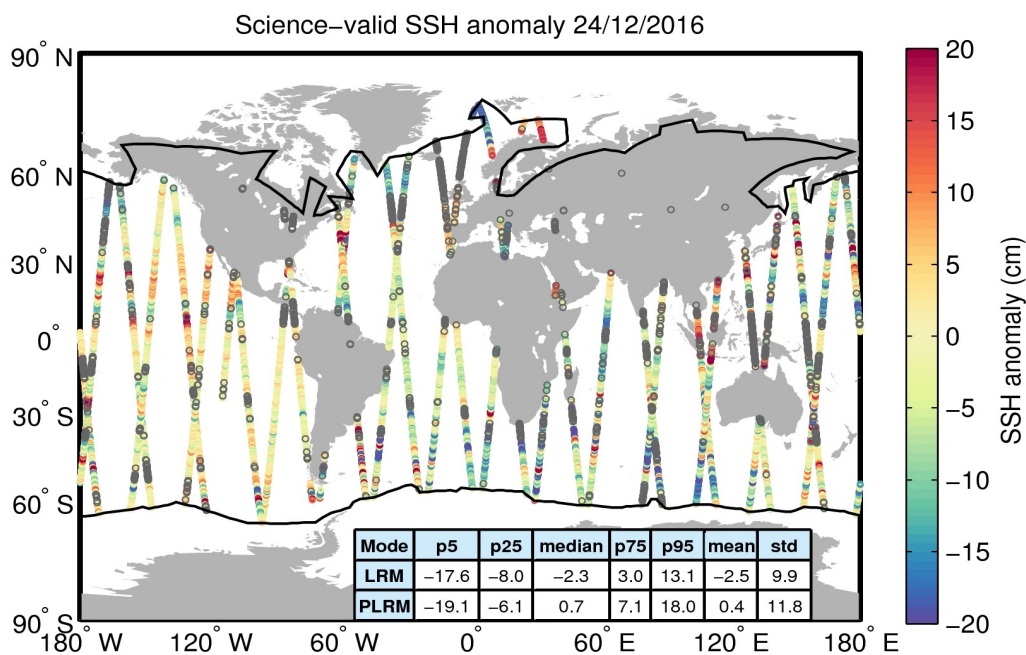 Science−valid SSH anomaly 24/12/2016
90° N
60° N
30° N
0°
30° S
60° S
90° S
180° W
120° W
60° W
0°
60° E
120° E
180° E
Mode p5 p25 median p75 p95 mean std
LRM −17.6 −8.0 −2.3 3.0 13.1 −2.5 9.9
PLRM −19.1 −6.1 0.7 7.1 18.0 0.4 11.8
20
15
10
5
0
−5
−10
−15
−20
SSH anomaly (cm)